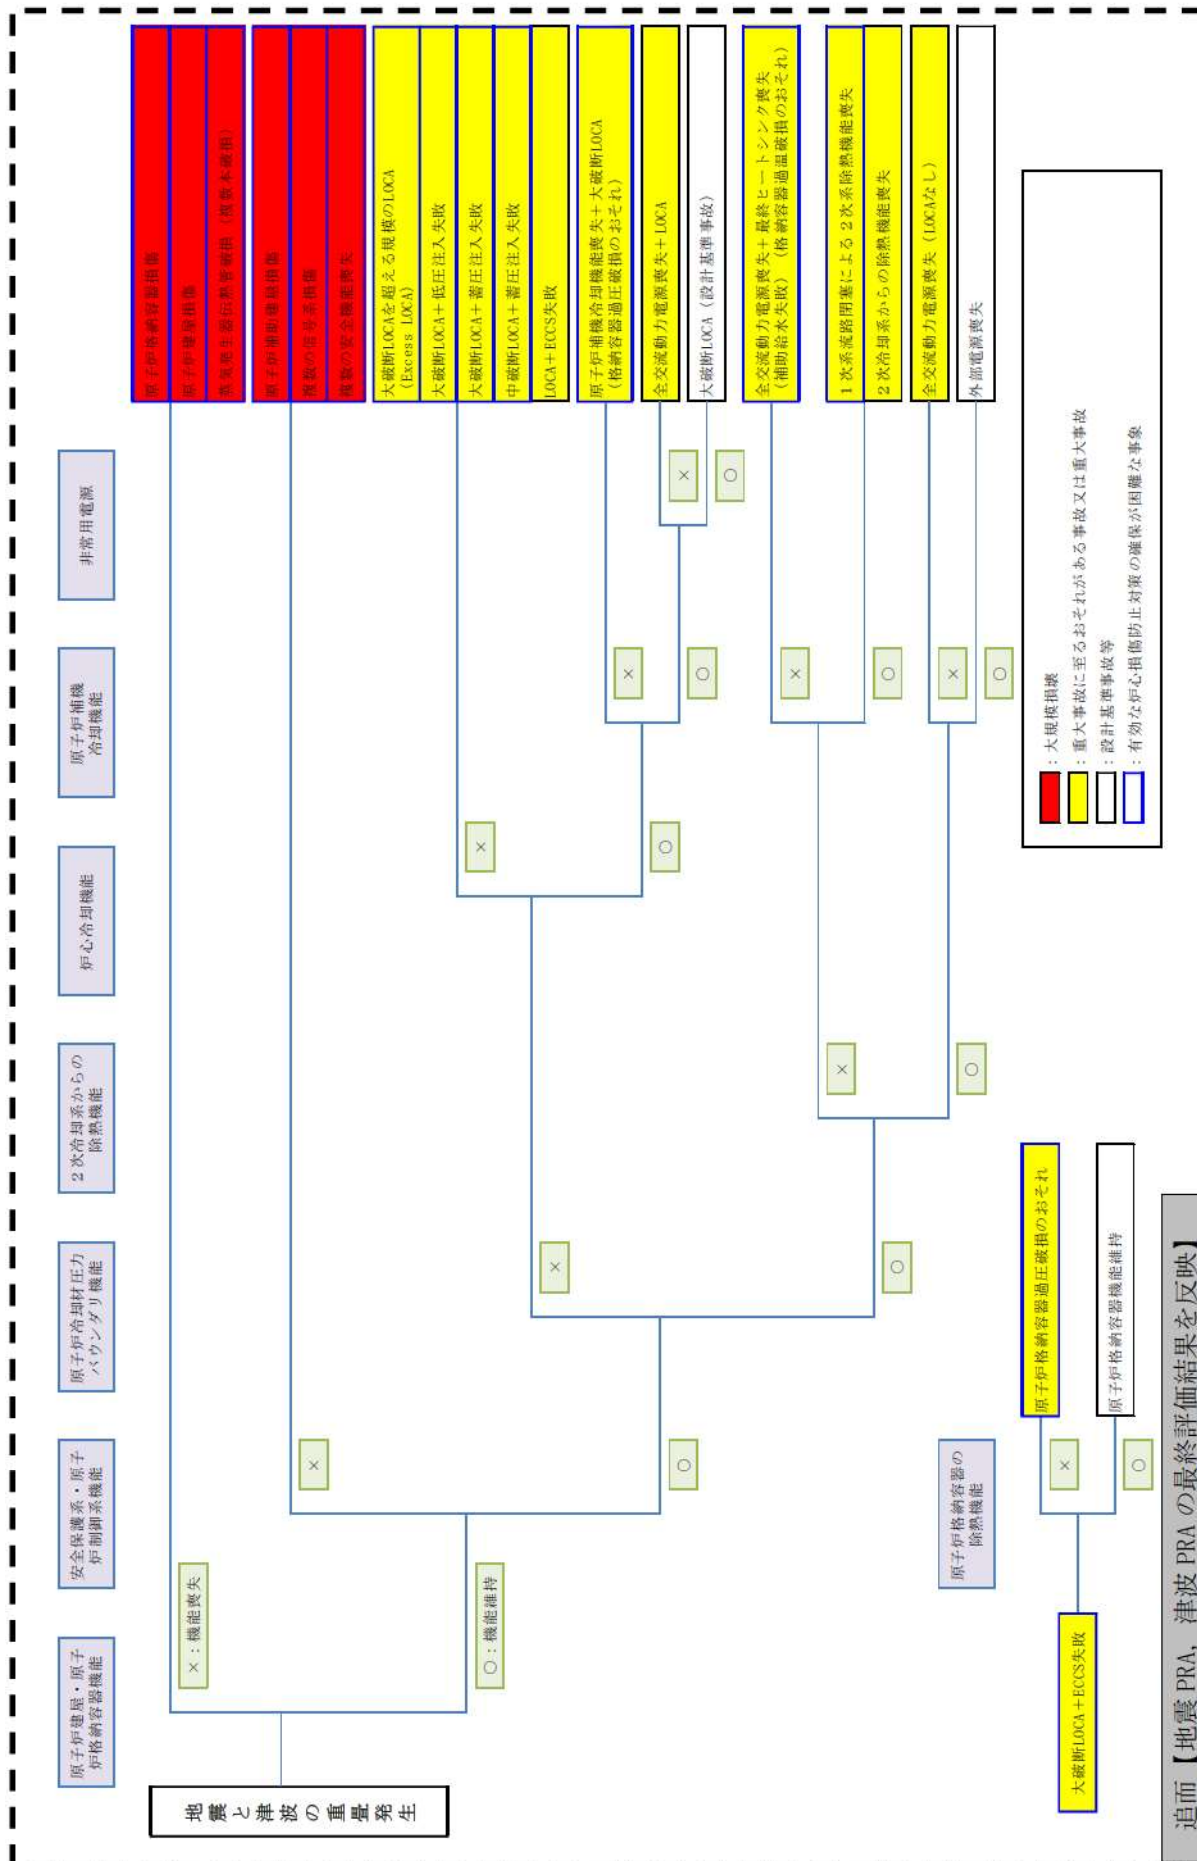 原子炉建屋・原子
炉格納容器機能
安全保護系・原子
炉制御系機能
原子炉冷却材圧力
バウンダリ機能
2次冷却系からの
除熱機能
炉心冷却機能
原子炉補機
冷却機能
非常用電源
地震と津波の重畳発生
×：機能喪失
○：機能維持
×
○
×
○
×
○
×
○
×
○
×
○
×
○
原子炉格納容器損傷
原子炉建屋損傷
蒸気発生器伝熱管破損（複数本破損）
原子炉補助建屋損傷
複数の信号系損傷
複数の安全機能喪失
大破断LOCAを超える規模のLOCA
(Excess LOCA)
大破断LOCA＋低圧注入失敗
大破断LOCA＋蓄圧注入失敗
中破断LOCA＋蓄圧注入失敗
LOCA＋ECCS失敗
原子炉補機冷却機能喪失＋大破断LOCA
（格納容器過圧破損のおそれ）
全交流動力電源喪失＋LOCA
大破断LOCA（設計基準事故）
全交流動力電源喪失＋最終ヒートシンク喪失
（補助給水失敗）（格納容器過温破損のおそれ）
1次系流路閉塞による2次系除熱機能喪失
2次冷却系からの除熱機能喪失
全交流動力電源喪失（LOCAなし）
外部電源喪失
大破断LOCA＋ECCS失敗
原子炉格納容器の
除熱機能
×
○
原子炉格納容器過圧破損のおそれ
原子炉格納容器機能維持
：大規模損壊
：重大事故に至るおそれがある事故又は重大事故
：設計基準事故等
：有効な炉心損傷防止対策の確保が困難な事象
追而【地震PRA，津波PRAの最終評価結果を反映】